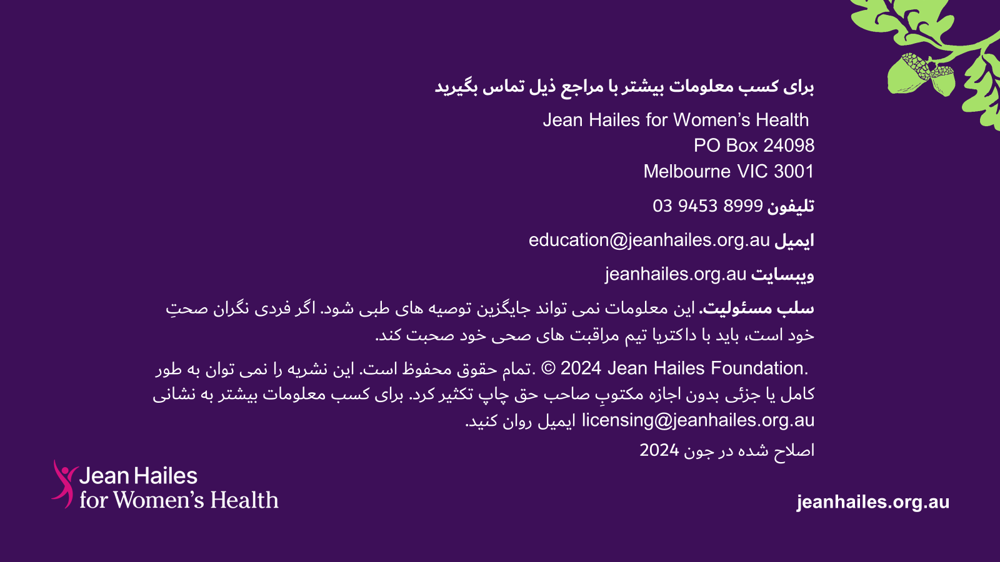 برای کسب معلومات بیشتر با مراجع ذیل تماس بگیرید
Jean Hailes for Women’s Health
PO Box 24098
Melbourne VIC 3001
تلیفون 03 9453 8999
ایمیل education@jeanhailes.org.au
ویبسایت jeanhailes.org.au
سلب مسئولیت. این معلومات نمی تواند جایگزین توصیه های طبی شود. اگر فردی نگران صحتِ
خود است، باید با داکتریا تیم مراقبت های صحی خود صحبت کند.
© 2024 Jean Hailes Foundation. .تمام حقوق محفوظ است. این نشریه را نمی توان به طور
کامل یا جزئی بدون اجازه مکتوبِ صاحب حق چاپ تکثیر کرد. برای کسب معلومات بیشتر به نشانی
licensing@jeanhailes.org.au ایمیل روان کنید.
اصلاح شده در جون 2024
Jean Hailes
for Women’s Health
jeanhailes.org.au